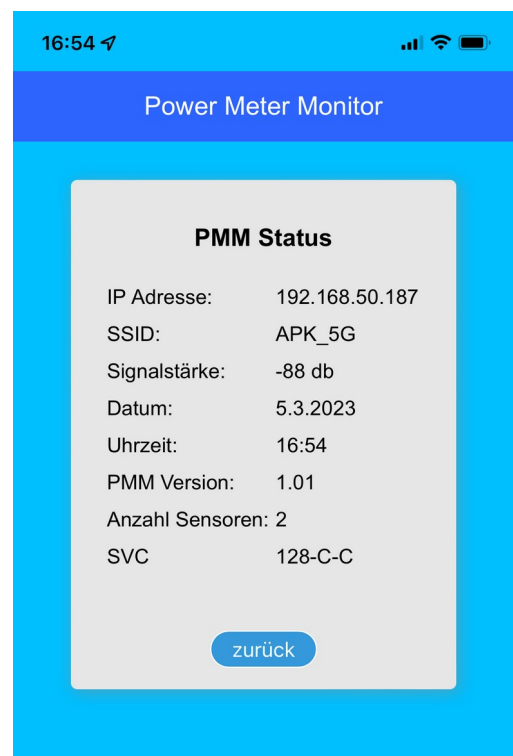 16:54
Power Meter Monitor
PMM Status
IP Adresse: 192.168.50.187
SSID: APK_5G
Signalstärke: -88 db
Datum: 5.3.2023
Uhrzeit: 16:54
PMM Version: 1.01
Anzahl Sensoren: 2
SVC 128-C-C
zurück